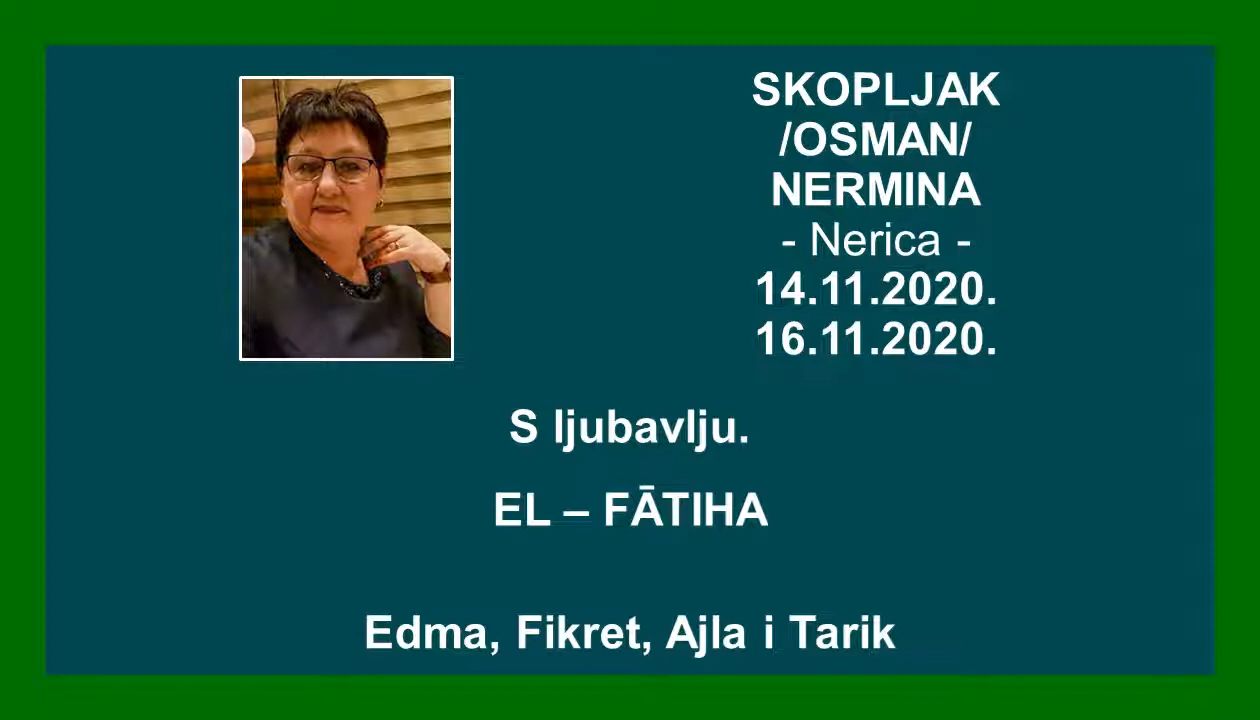 SKOPLJAK
/OSMAN/
NERMINA
- Nerica -
14.11.2020.
16.11.2020.
S ljubavlju.
EL – FĀTIHA
Edma, Fikret, Ajla i Tarik